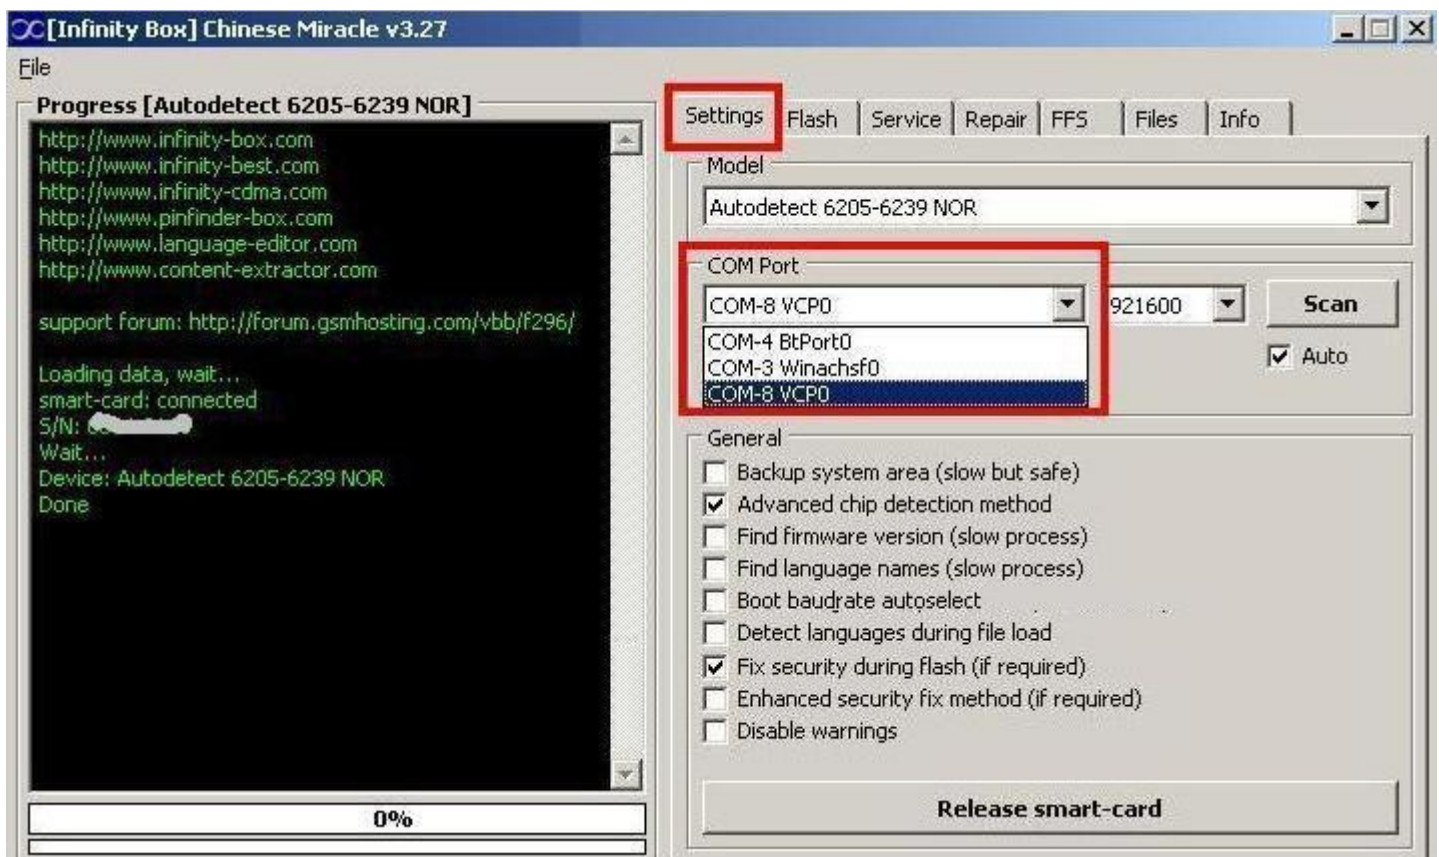 [Infinity Box] Chinese Miracle v3.27
File
Progress [Autodetect 6205-6239 NOR]
http://www.infinity-box.com
http://www.infinity-best.com
http://www.infinity-cdma.com
http://www.pinfinder-box.com
http://www.language-editor.com
http://www.content-extractor.com
support forum: http://forum.gsmhosting.com/vbb/f296/
Loading data, wait...
smart-card: connected
S/N:
Wait...
Device: Autodetect 6205-6239 NOR
Done
0%
Settings Flash Service Repair FFS Files Info
Model
Autodetect 6205-6239 NOR
COM Port
COM-8 VCP0 921600 Scan
COM-4 BtPort0
COM-3 Winachsf0
COM-8 VCP0
Auto
General
Backup system area (slow but safe)
Advanced chip detection method
Find firmware version (slow process)
Find language names (slow process)
Boot baudrate autoselect
Detect languages during file load
Fix security during flash (if required)
Enhanced security fix method (if required)
Disable warnings
Release smart-card